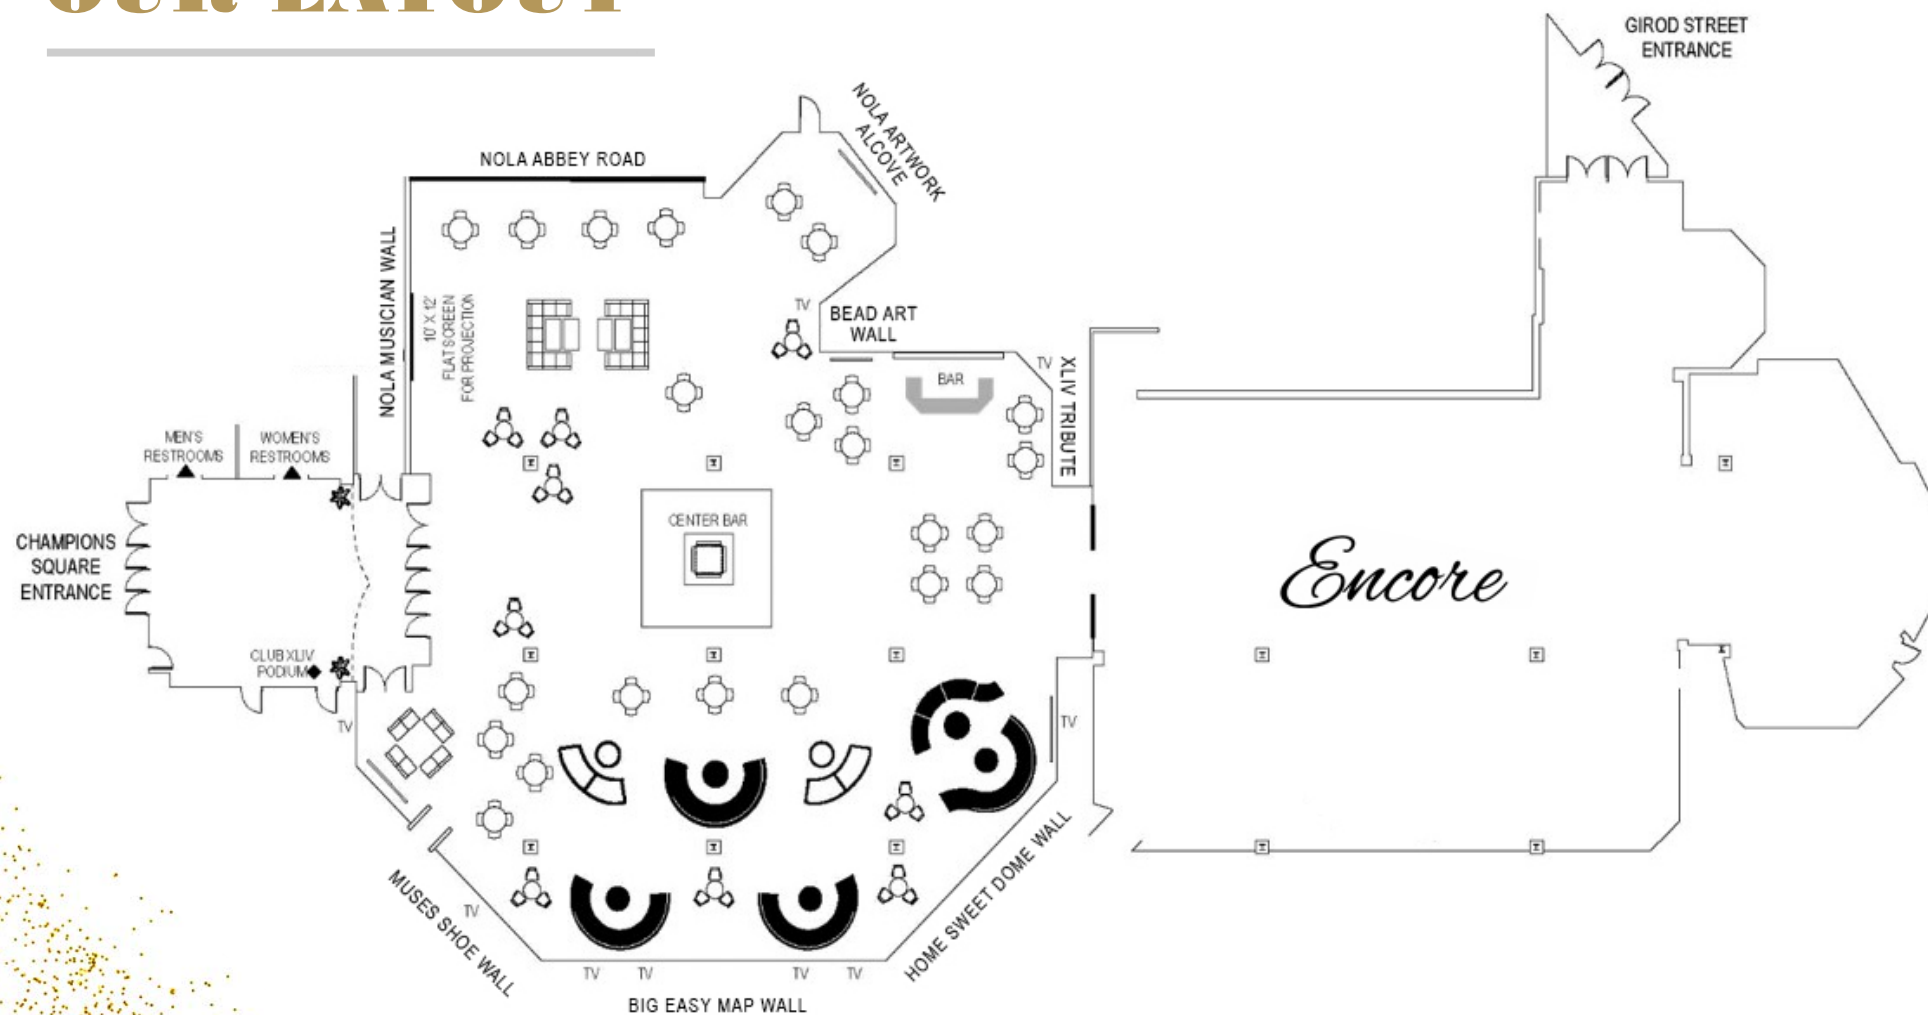 OUR LAYOUT
GIROD STREET
ENTRANCE
NOLA ARTWORK
ALCOVE
NOLA ABBEY ROAD
NOLA MUSICIAN WALL
10' X 12'
FLAT SCREEN
FOR PROJECTION
TV
BEAD ART
WALL
TV
XLIV TRIBUTE
BAR
MEN'S
RESTROOMS
WOMEN'S
RESTROOMS
CENTER BAR
CHAMPIONS
SQUARE
ENTRANCE
Encore
CLUB XLIV
PODIUM
TV
TV
MUSES SHOE WALL
TV
HOME SWEET DOME WALL
TV TV TV TV
BIG EASY MAP WALL